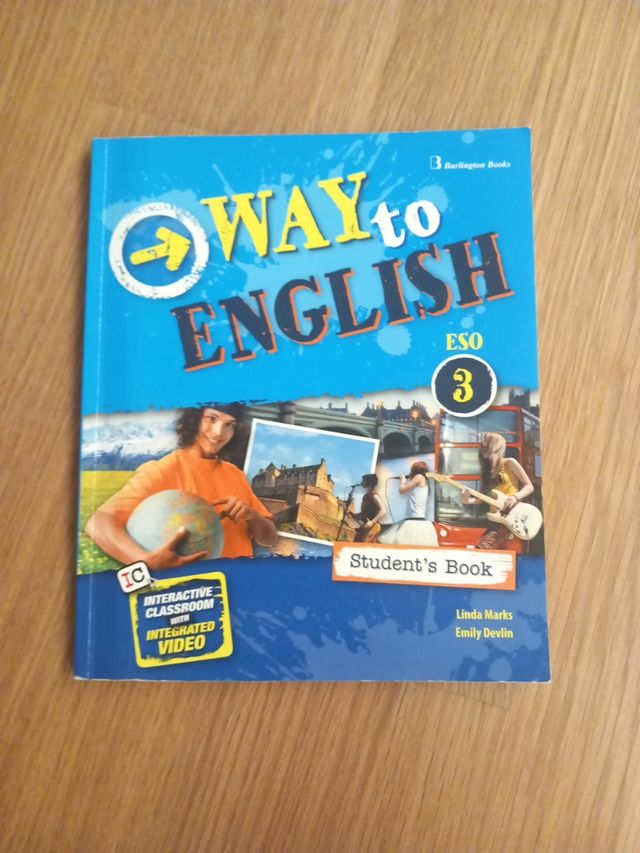 B Burlington Books
WAY to
ENGLISH
ESO
3
Student's Book
IC
INTERACTIVE
CLASSROOM
WITH
INTEGRATED
VIDEO
Linda Marks
Emily Devlin